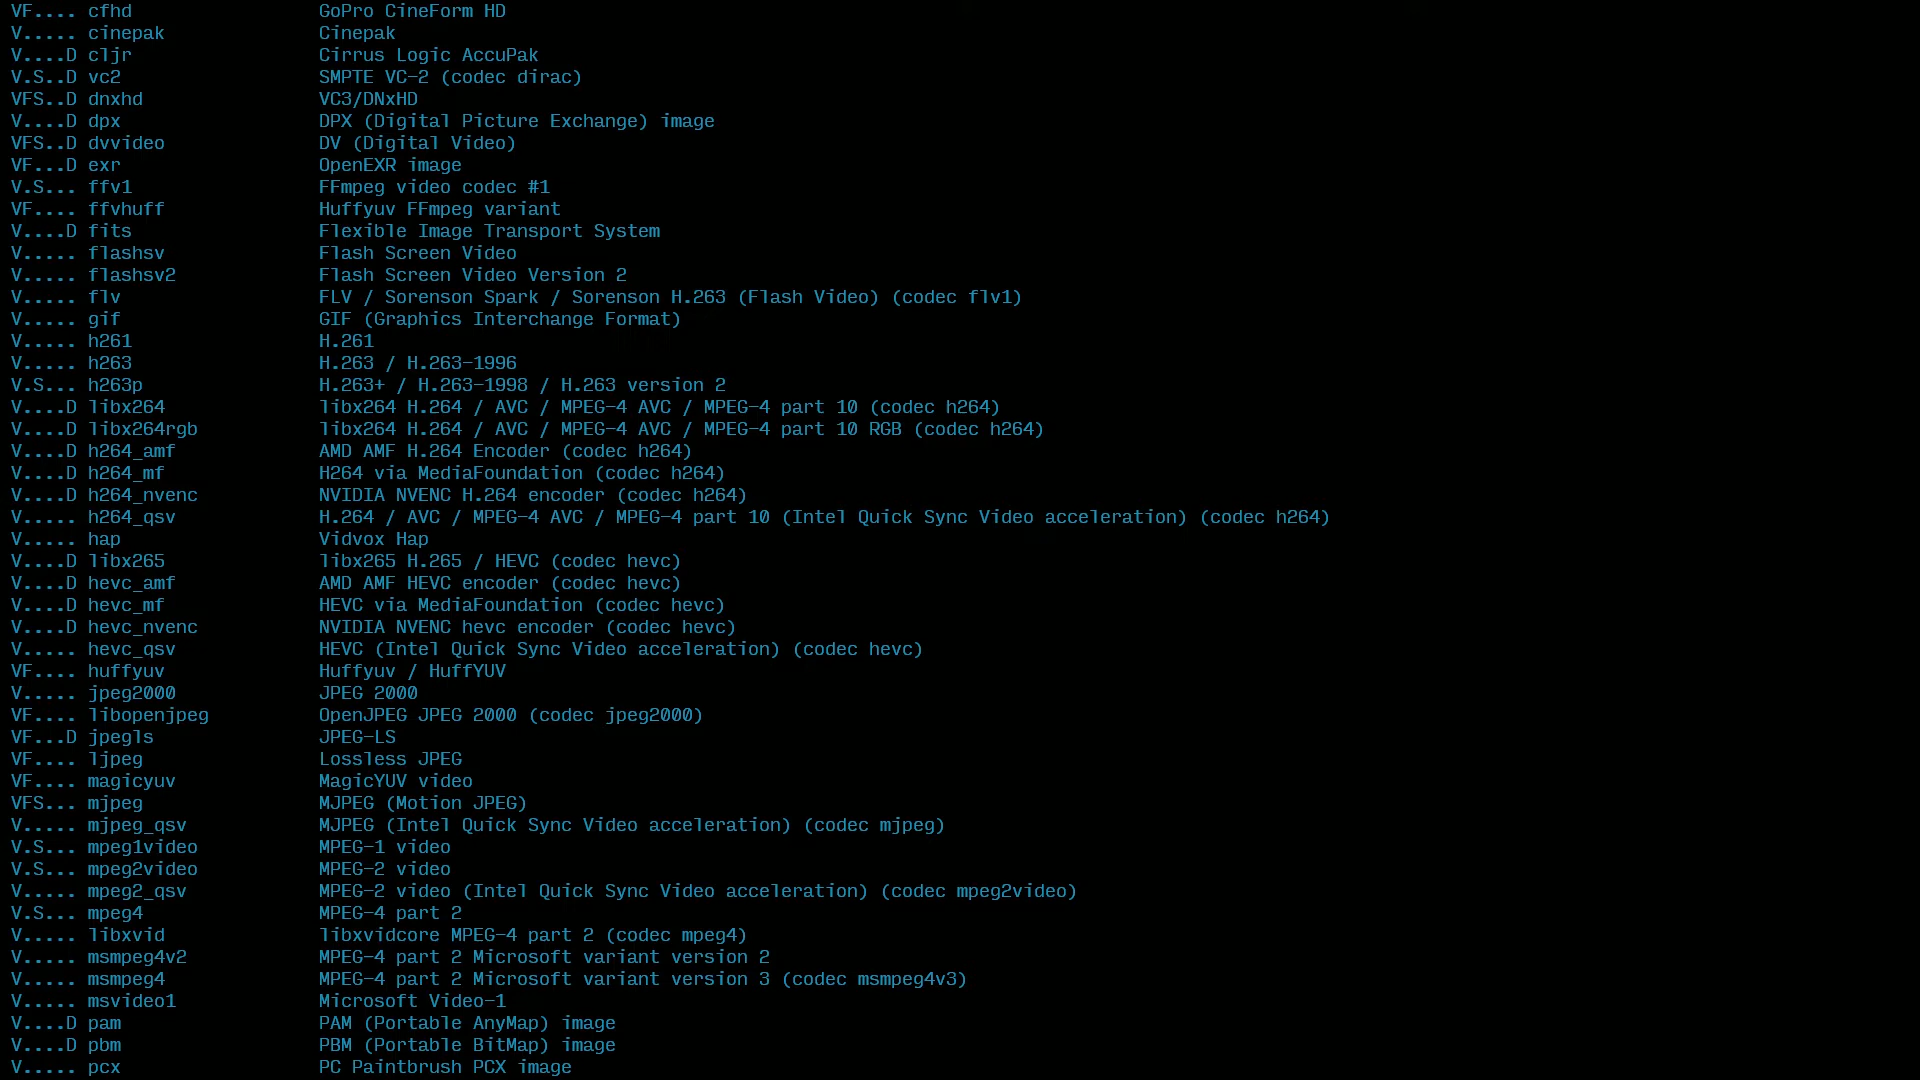 VF.... cfhd GoPro CineForm HD
V..... cinepak Cinepak
V....D cljr Cirrus Logic AccuPak
V.S..D vc2 SMPTE VC-2 (codec dirac)
VFS..D dnxhd VC3/DNxHD
V....D dpx DPX (Digital Picture Exchange) image
VFS..D dvvideo DV (Digital Video)
VF...D exr OpenEXR image
V.S... ffv1 FFmpeg video codec #1
VF.... ffvhuff Huffyuv FFmpeg variant
V....D fits Flexible Image Transport System
V..... flashsv Flash Screen Video
V..... flashsv2 Flash Screen Video Version 2
V..... flv FLV / Sorenson Spark / Sorenson H.263 (Flash Video) (codec flv1)
V..... gif GIF (Graphics Interchange Format)
V..... h261 H.261
V..... h263 H.263 / H.263-1996
V.S... h263p H.263+ / H.263-1998 / H.263 version 2
V....D libx264 libx264 H.264 / AVC / MPEG-4 AVC / MPEG-4 part 10 (codec h264)
V....D libx264rgb libx264 H.264 / AVC / MPEG-4 AVC / MPEG-4 part 10 RGB (codec h264)
V....D h264_amf AMD AMF H.264 Encoder (codec h264)
V....D h264_mf H264 via MediaFoundation (codec h264)
V....D h264_nvenc NVIDIA NVENC H.264 encoder (codec h264)
V..... h264_qsv H.264 / AVC / MPEG-4 AVC / MPEG-4 part 10 (Intel Quick Sync Video acceleration) (codec h264)
V..... hap Vidvox Hap
V....D libx265 libx265 H.265 / HEVC (codec hevc)
V....D hevc_amf AMD AMF HEVC encoder (codec hevc)
V....D hevc_mf HEVC via MediaFoundation (codec hevc)
V....D hevc_nvenc NVIDIA NVENC hevc encoder (codec hevc)
V..... hevc_qsv HEVC (Intel Quick Sync Video acceleration) (codec hevc)
VF.... huffyuv Huffyuv / HuffYUV
V..... jpeg2000 JPEG 2000
VF.... libopenjpeg OpenJPEG JPEG 2000 (codec jpeg2000)
VF...D jpegls JPEG-LS
VF.... ljpeg Lossless JPEG
VF.... magicyuv MagicYUV video
VFS... mjpeg MJPEG (Motion JPEG)
V..... mjpeg_qsv MJPEG (Intel Quick Sync Video acceleration) (codec mjpeg)
V.S... mpeg1video MPEG-1 video
V.S... mpeg2video MPEG-2 video
V..... mpeg2_qsv MPEG-2 video (Intel Quick Sync Video acceleration) (codec mpeg2video)
V.S... mpeg4 MPEG-4 part 2
V..... libxvid libxvidcore MPEG-4 part 2 (codec mpeg4)
V..... msmpeg4v2 MPEG-4 part 2 Microsoft variant version 2
V..... msmpeg4 MPEG-4 part 2 Microsoft variant version 3 (codec msmpeg4v3)
V..... msvideo1 Microsoft Video-1
V....D pam PAM (Portable AnyMap) image
V....D pbm PBM (Portable BitMap) image
V..... pcx PC Paintbrush PCX image